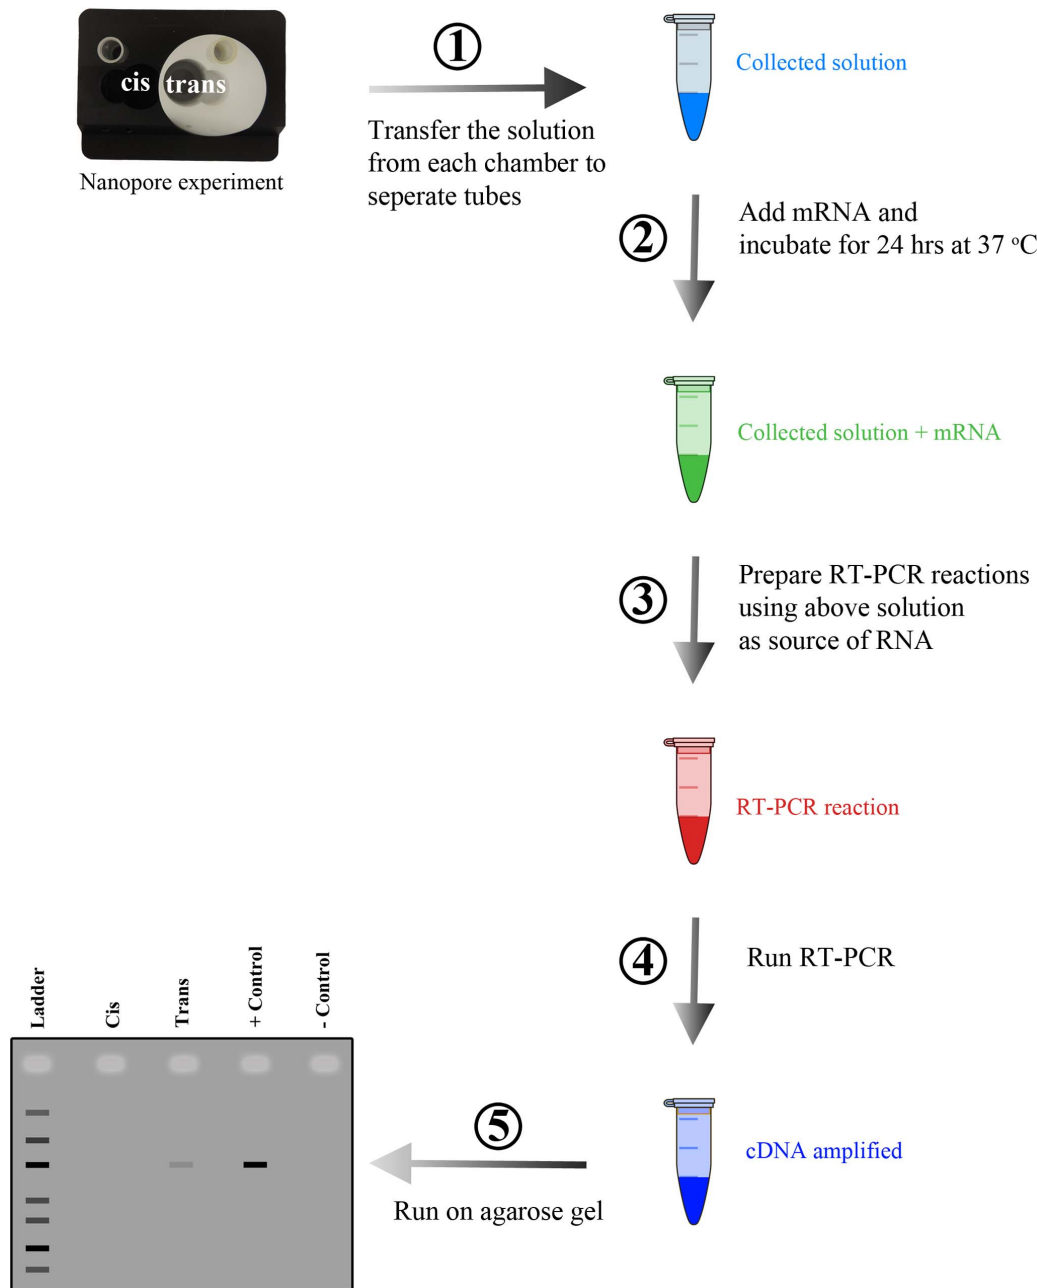 cis trans
Nanopore experiment
①
Transfer the solution
from each chamber to
seperate tubes
Collected solution
②
Add mRNA and
incubate for 24 hrs at 37 °C
Collected solution + mRNA
③
Prepare RT-PCR reactions
using above solution
as source of RNA
RT-PCR reaction
④
Run RT-PCR
cDNA amplified
⑤
Run on agarose gel
Ladder
Cis
Trans
+ Control
- Control